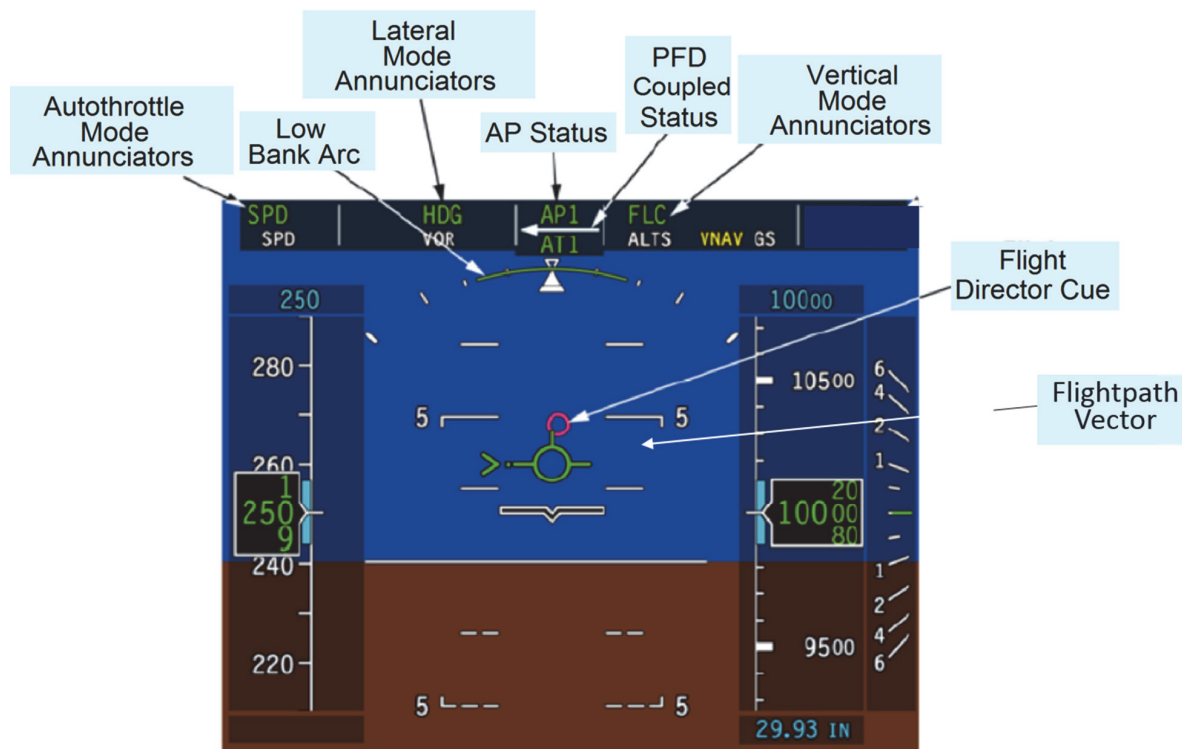 Lateral
Mode
Annunciators
PFD
Coupled
Status
Vertical
Mode
Annunciators
Autothrottle
Mode
Annunciators
Low
Bank Arc
AP Status
SPD HDG AP1 FLC
SPD VOR AT1 ALTS VNAV GS
Flight
Director Cue
250 10000
280 10500 6
4
5 5 2
Flightpath
Vector
260 1
1 20
250 10000
9 80
240 1
2
220 9500 4
6
5 5
29.93 IN